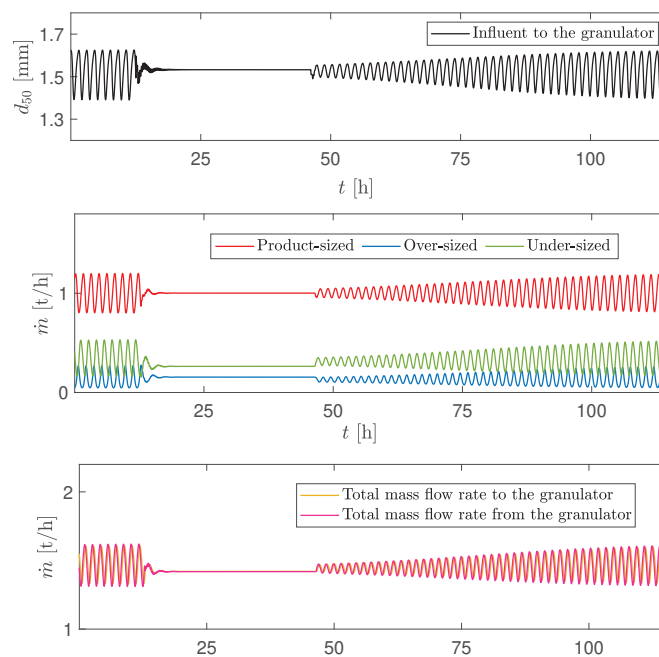 1.7
1.5
1.3
d50 [mm]
Influent to the granulator
25 50 75 100
t [h]
1
0
ṁ [t/h]
Product-sized Over-sized Under-sized
25 50 75 100
t [h]
2
1
ṁ [t/h]
Total mass flow rate to the granulator
Total mass flow rate from the granulator
25 50 75 100